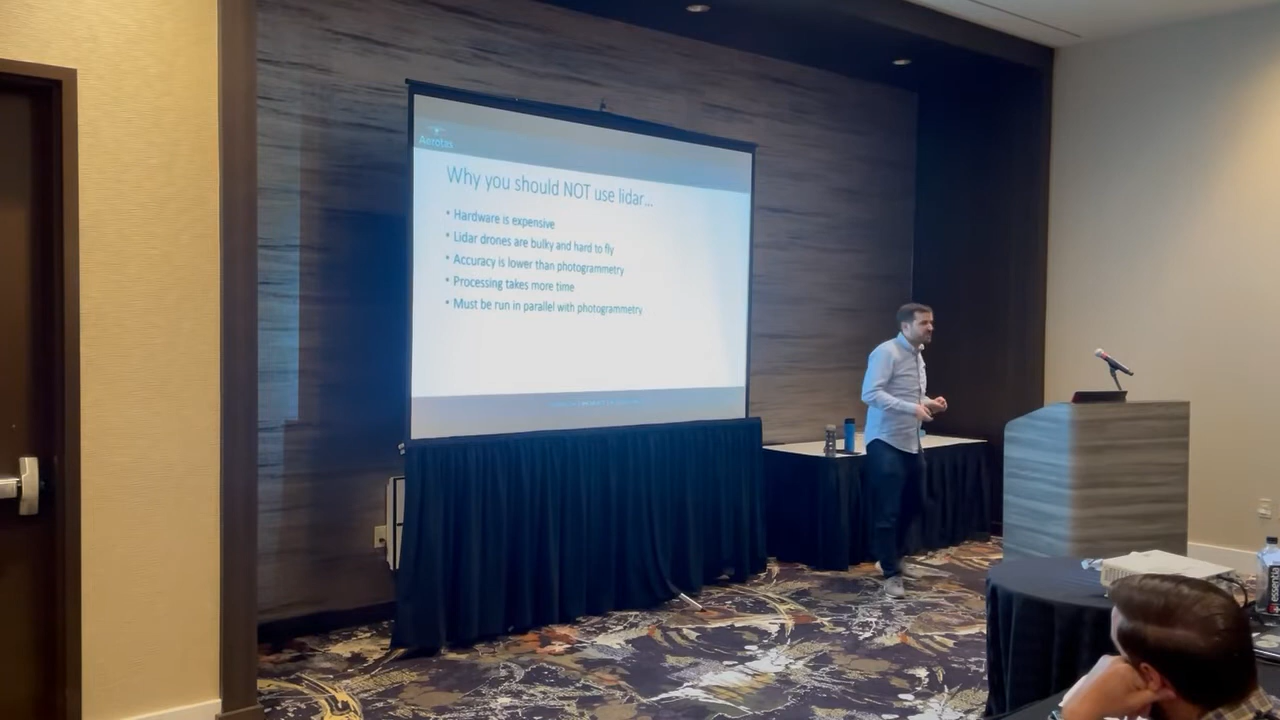 Aerotas
Why you should NOT use lidar...
• Hardware is expensive
• Lidar drones are bulky and hard to fly
• Accuracy is lower than photogrammetry
• Processing takes more time
• Must be run in parallel with photogrammetry